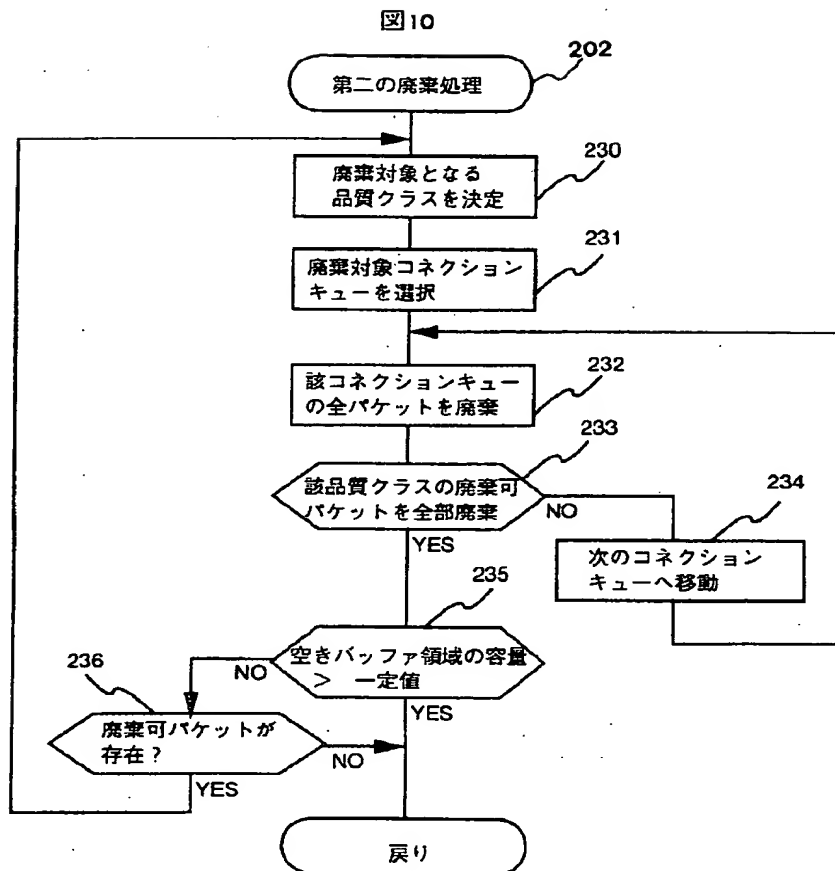 図10
202
第二の廃棄処理
230
廃棄対象となる
品質クラスを決定
231
廃棄対象コネクション
キューを選択
232
該コネクションキュー
の全パケットを廃棄
233
該品質クラスの廃棄可
パケットを全部廃棄
NO
YES
234
次のコネクション
キューへ移動
235
空きバッファ領域の容量
> 一定値
NO
YES
236
廃棄可パケットが
存在?
NO
YES
戻り